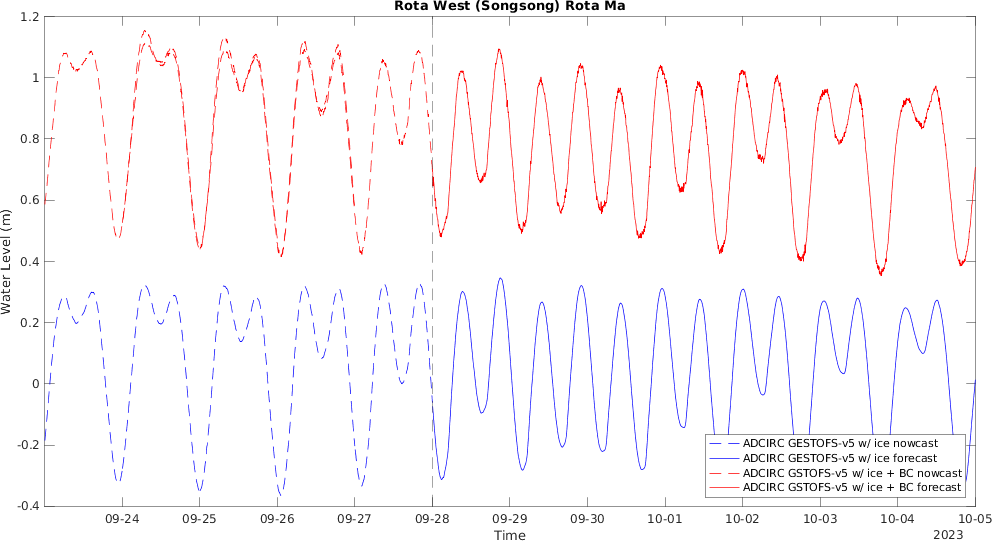 Rota West (Songsong) Rota Ma
1.2
1
0.8
0.6
0.4
0.2
0
-0.2
-0.4
Water Level (m)
ADCIRC GESTOFS-v5 w/ ice nowcast
ADCIRC GESTOFS-v5 w/ ice forecast
ADCIRC GSTOFS-v5 w/ ice + BC nowcast
ADCIRC GSTOFS-v5 w/ ice + BC forecast
09-24 09-25 09-26 09-27 09-28 09-29 09-30 10-01 10-02 10-03 10-04 10-05
Time
2023